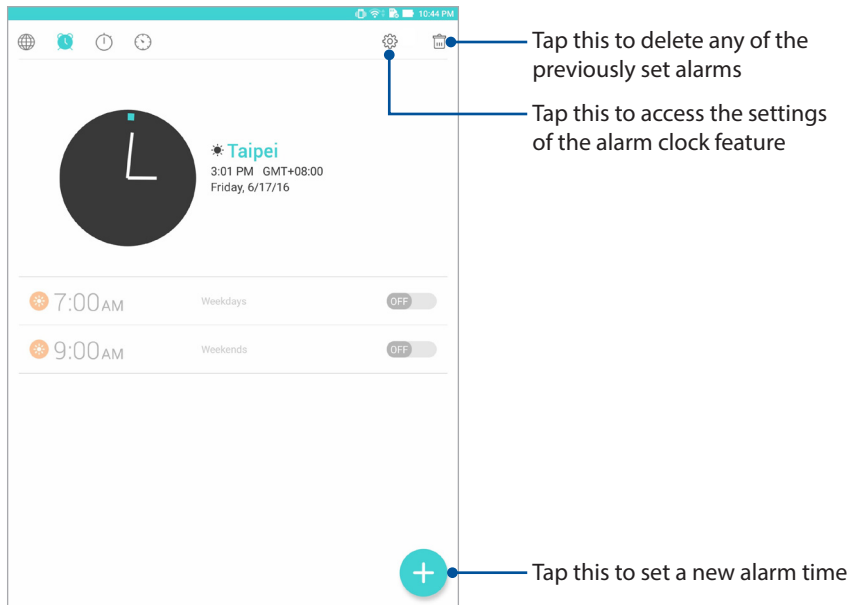 10:44 PM
Tap this to delete any of the
previously set alarms
Tap this to access the settings
of the alarm clock feature
Taipei
3:01 PM GMT+08:00
Friday, 6/17/16
7:00AM Weekdays OFF
9:00AM Weekends OFF
Tap this to set a new alarm time